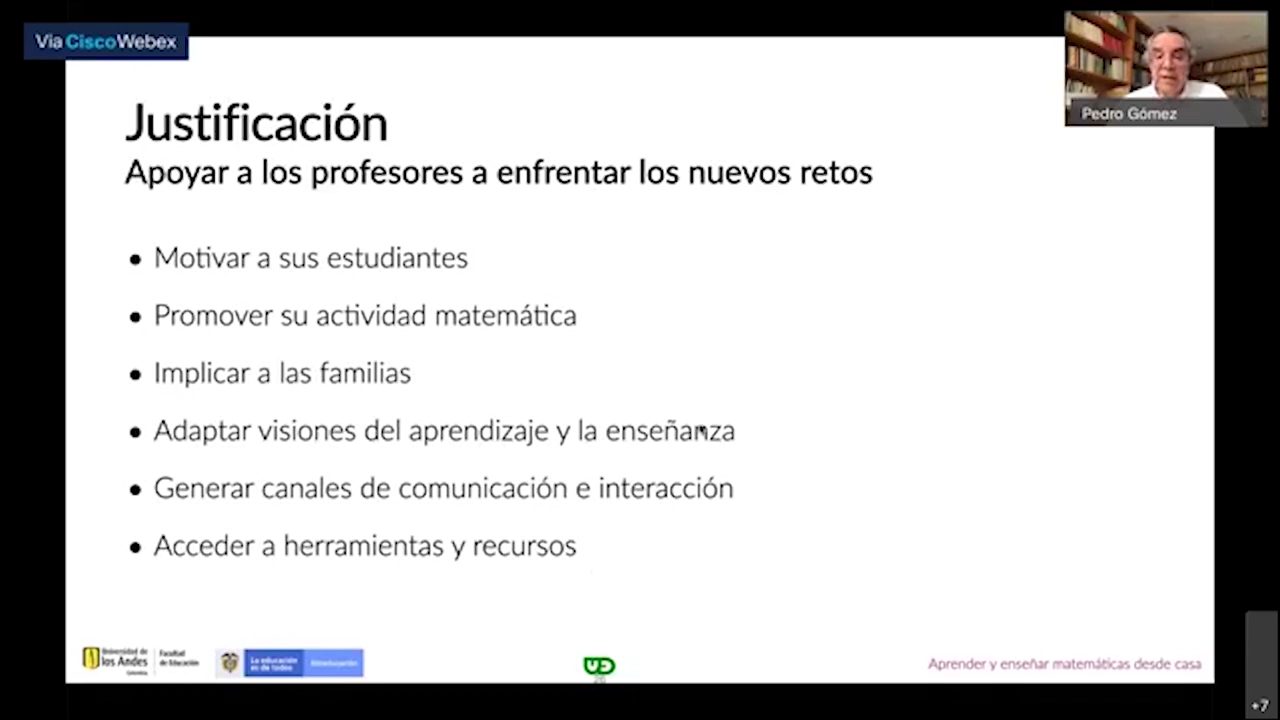 Vía CiscoWebex
Pedro Gómez
Justificación
Apoyar a los profesores a enfrentar los nuevos retos
• Motivar a sus estudiantes
• Promover su actividad matemática
• Implicar a las familias
• Adaptar visiones del aprendizaje y la enseñanza
• Generar canales de comunicación e interacción
• Acceder a herramientas y recursos
Universidad de
los Andes
Colombia
Facultad
de Educación
La educación
es de todos
Mineducación
Aprender y enseñar matemáticas desde casa
+7